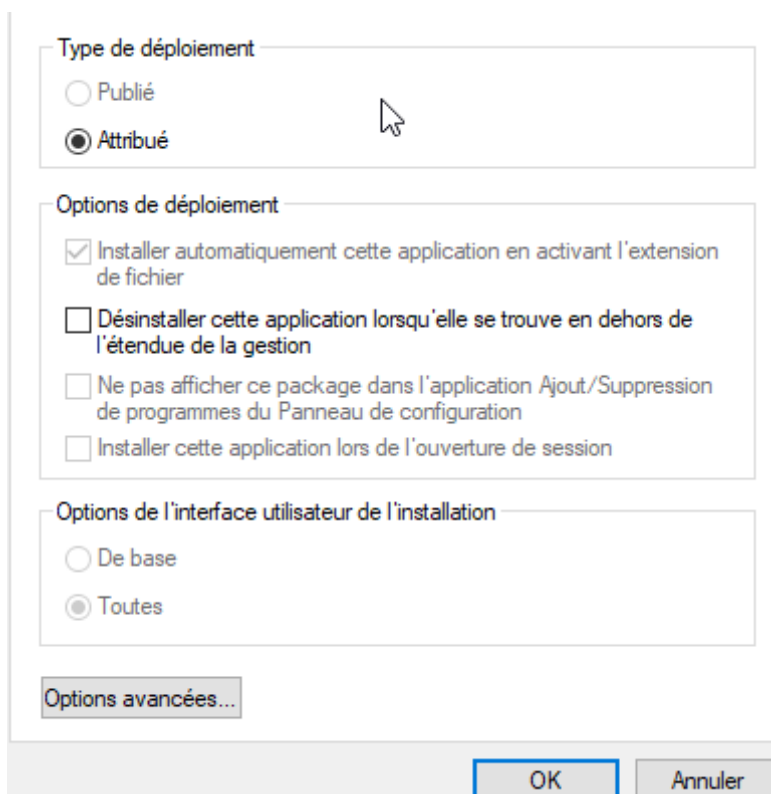 Type de déploiement
Publié
Attribué
Options de déploiement
Installer automatiquement cette application en activant l'extension
de fichier
Désinstaller cette application lorsqu'elle se trouve en dehors de
l'étendue de la gestion
Ne pas afficher ce package dans l'application Ajout/Suppression
de programmes du Panneau de configuration
Installer cette application lors de l'ouverture de session
Options de l'interface utilisateur de l'installation
De base
Toutes
Options avancées...
OK
Annuler